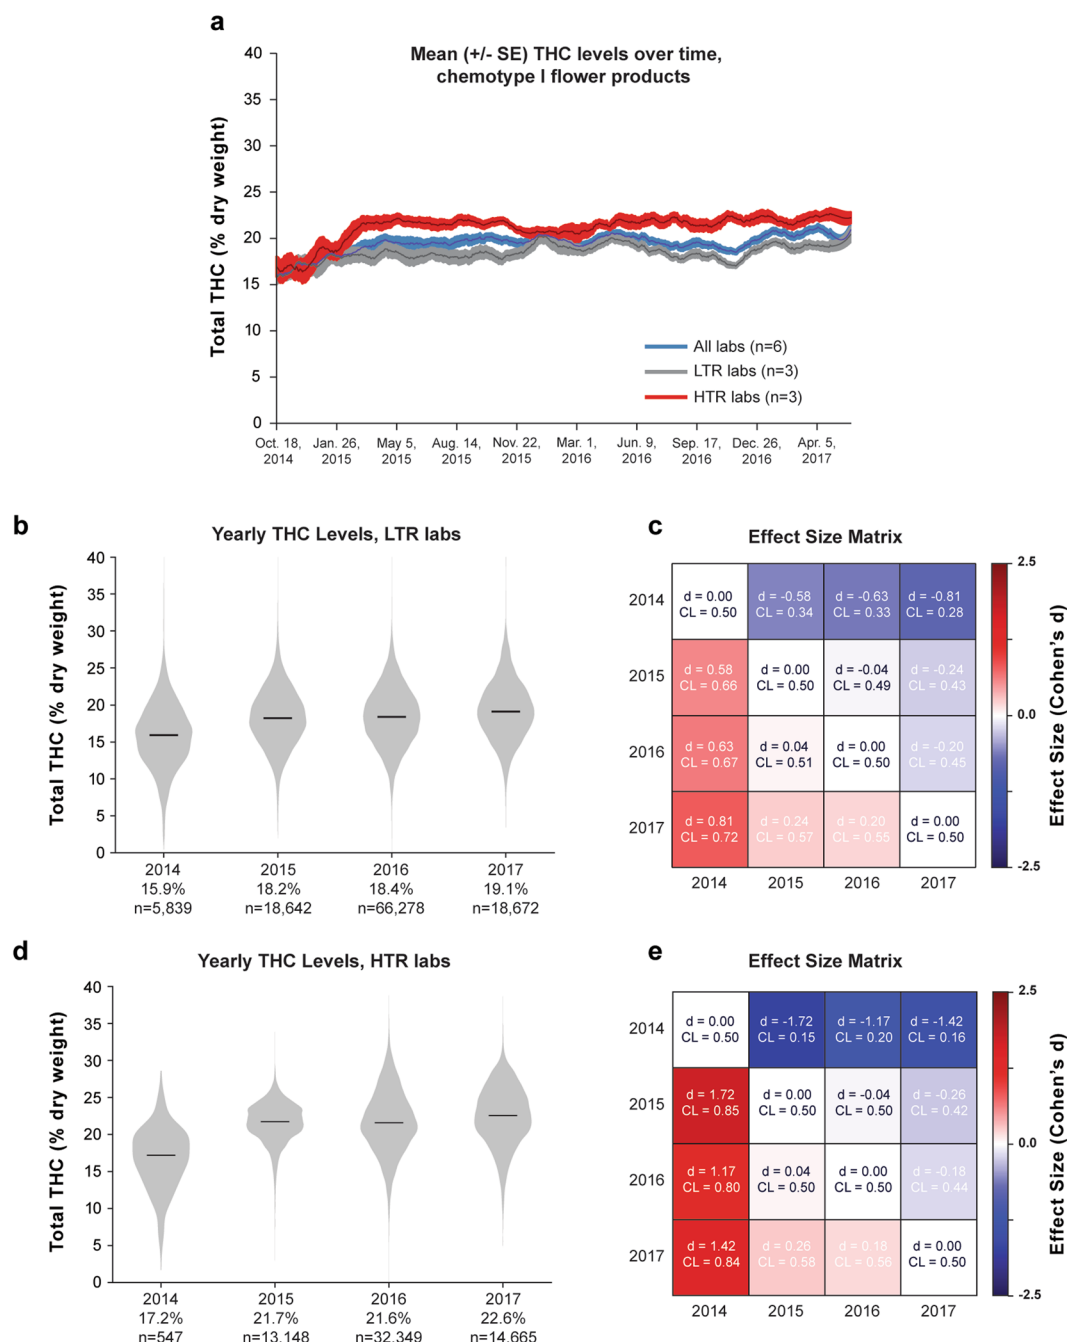 a
Mean (+/- SE) THC levels over time,
chemotype I flower products
Total THC (% dry weight)
40
35
30
25
20
15
10
5
0
All labs (n=6)
LTR labs (n=3)
HTR labs (n=3)
Oct. 18, 2014
Jan. 26, 2015
May 5, 2015
Aug. 14, 2015
Nov. 22, 2015
Mar. 1, 2016
Jun. 9, 2016
Sep. 17, 2016
Dec. 26, 2016
Apr. 5, 2017
b
Yearly THC Levels, LTR labs
Total THC (% dry weight)
40
35
30
25
20
15
10
5
0
2014 2015 2016 2017
15.9% 18.2% 18.4% 19.1%
n=5,839 n=18,642 n=66,278 n=18,672
c
Effect Size Matrix
2014
d = 0.00 d = -0.58 d = -0.63 d = -0.81
CL = 0.50 CL = 0.34 CL = 0.33 CL = 0.28
2015
d = 0.58 d = 0.00 d = -0.04 d = -0.24
CL = 0.66 CL = 0.50 CL = 0.49 CL = 0.43
2016
d = 0.63 d = 0.04 d = 0.00 d = -0.20
CL = 0.67 CL = 0.51 CL = 0.50 CL = 0.45
2017
d = 0.81 d = 0.24 d = 0.20 d = 0.00
CL = 0.72 CL = 0.57 CL = 0.55 CL = 0.50
2014 2015 2016 2017
2.5
0.0
-2.5
Effect Size (Cohen's d)
d
Yearly THC Levels, HTR labs
Total THC (% dry weight)
40
35
30
25
20
15
10
5
0
2014 2015 2016 2017
17.2% 21.7% 21.6% 22.6%
n=547 n=13,148 n=32,349 n=14,665
e
Effect Size Matrix
2014
d = 0.00 d = -1.72 d = -1.17 d = -1.42
CL = 0.50 CL = 0.15 CL = 0.20 CL = 0.16
2015
d = 1.72 d = 0.00 d = -0.04 d = -0.26
CL = 0.85 CL = 0.50 CL = 0.50 CL = 0.42
2016
d = 1.17 d = 0.04 d = 0.00 d = -0.18
CL = 0.80 CL = 0.50 CL = 0.50 CL = 0.44
2017
d = 1.42 d = 0.26 d = 0.18 d = 0.00
CL = 0.84 CL = 0.58 CL = 0.56 CL = 0.50
2014 2015 2016 2017
2.5
0.0
-2.5
Effect Size (Cohen's d)